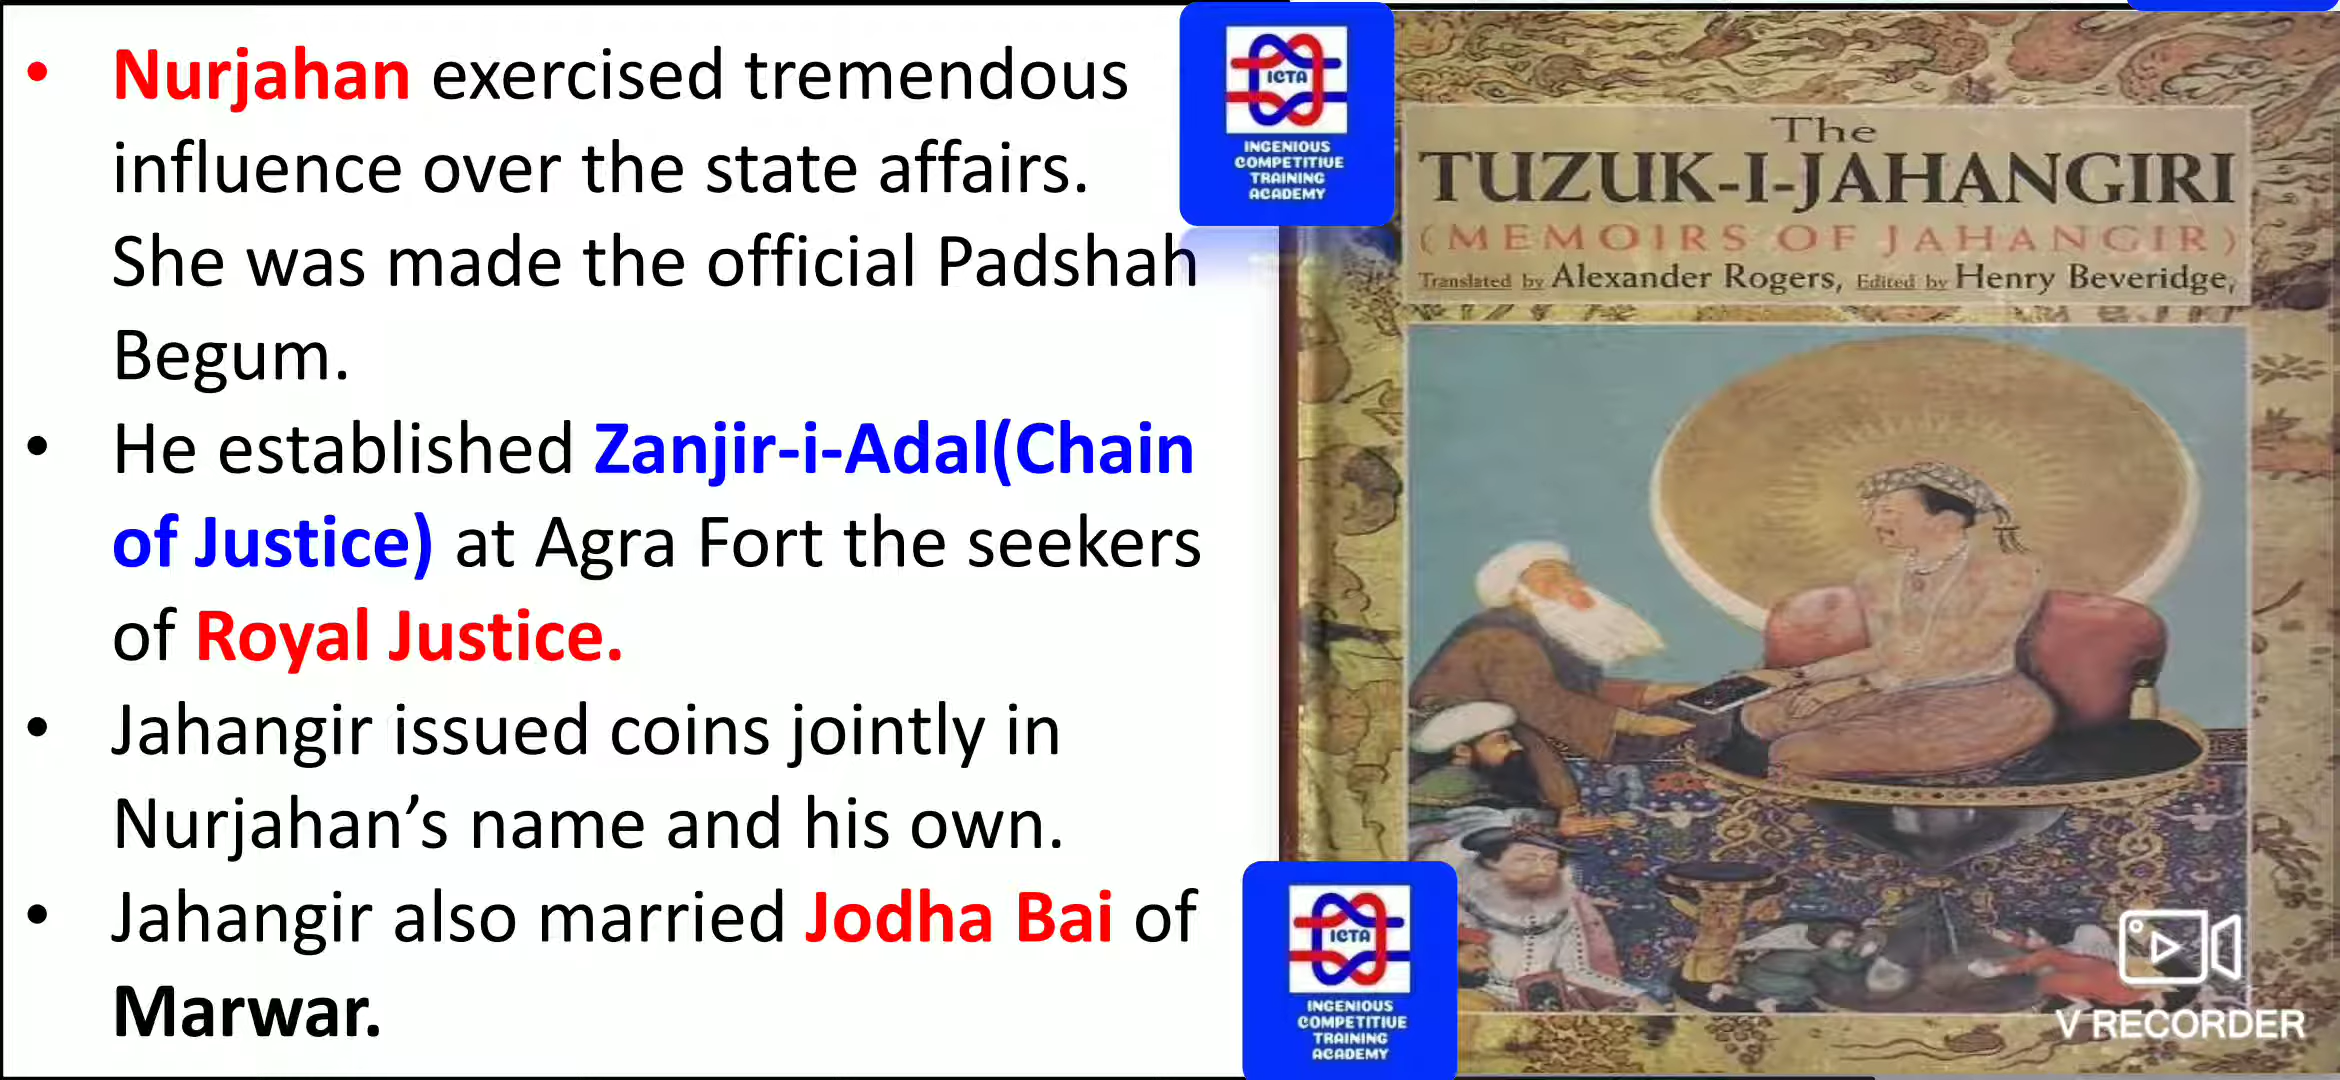 • Nurjahan exercised tremendous
influence over the state affairs.
She was made the official Padshah
Begum.
• He established Zanjir-i-Adal(Chain
of Justice) at Agra Fort the seekers
of Royal Justice.
• Jahangir issued coins jointly in
Nurjahan’s name and his own.
• Jahangir also married Jodha Bai of
Marwar.
ICTA
INGENIOUS
COMPETITIVE
TRAINING
ACADEMY
The
TUZUK-I-JAHANGIRI
(MEMOIRS OF JAHANGIR)
Translated by Alexander Rogers, Edited by Henry Beveridge,
ICTA
INGENIOUS
COMPETITIVE
TRAINING
ACADEMY
V RECORDER